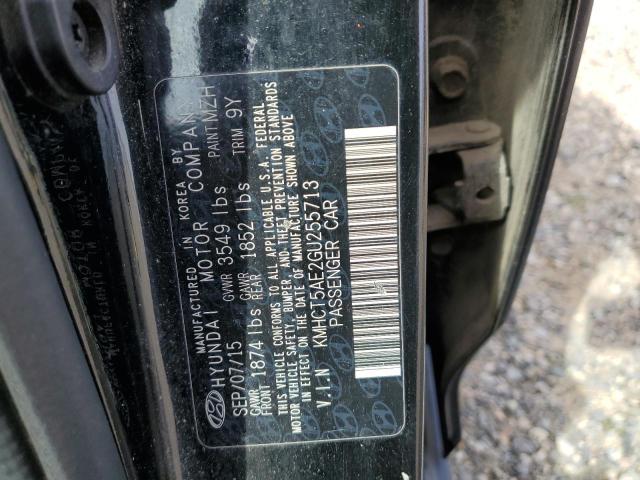 MANUFACTURED IN KOREA BY
HYUNDAI MOTOR COMPANY
SEP/07/15 GVWR 3549 lbs PAINT MZH
GAWR FRONT 1874 lbs GAWR REAR 1852 lbs TRIM 9Y
THIS VEHICLE CONFORMS TO ALL APPLICABLE U.S.A. FEDERAL
MOTOR VEHICLE SAFETY, BUMPER, AND THEFT PREVENTION STANDARDS
IN EFFECT ON THE DATE OF MANUFACTURE SHOWN ABOVE
V.I.N KMHCT5AE2GU255713
PASSENGER CAR